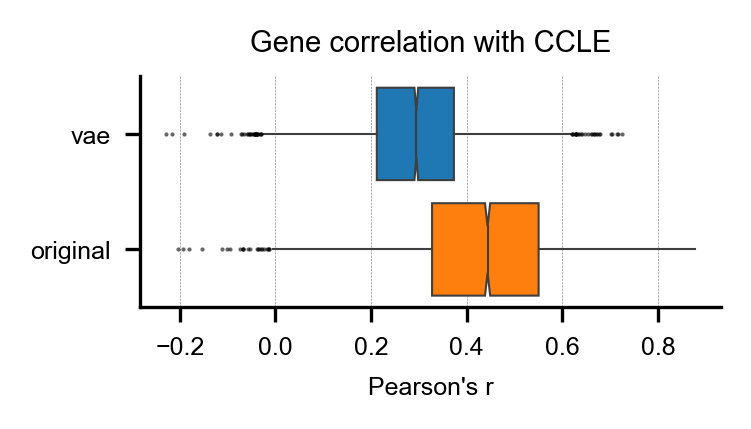 Gene correlation with CCLE
vae
original
−0.2 0.0 0.2 0.4 0.6 0.8
Pearson's r